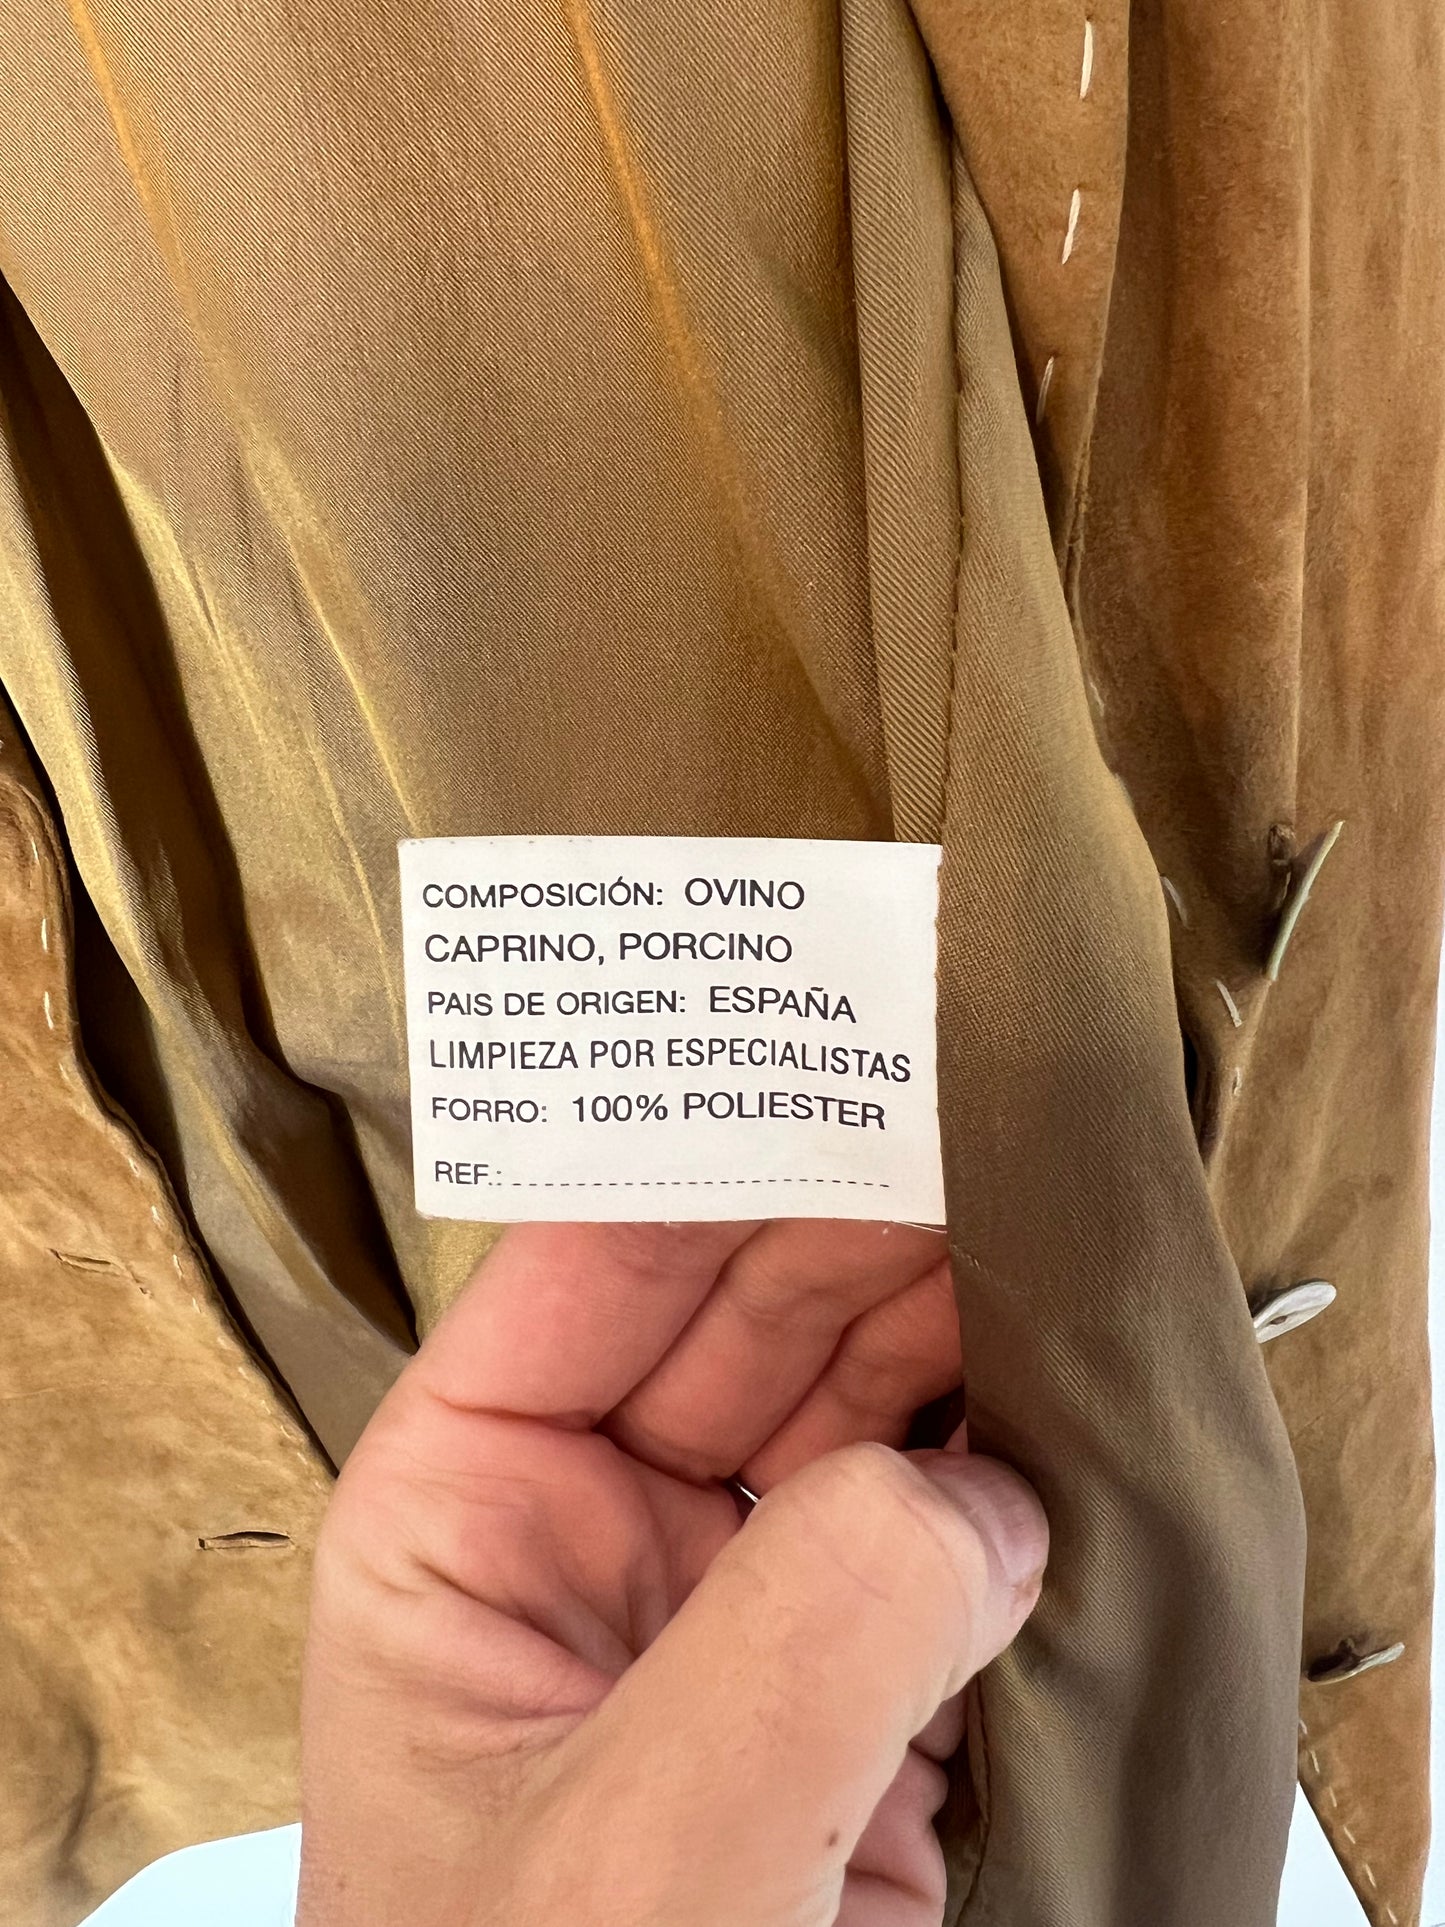 COMPOSICIÓN: OVINO
CAPRINO, PORCINO
PAIS DE ORIGEN: ESPAÑA
LIMPIEZA POR ESPECIALISTAS
FORRO: 100% POLIESTER
REF.: